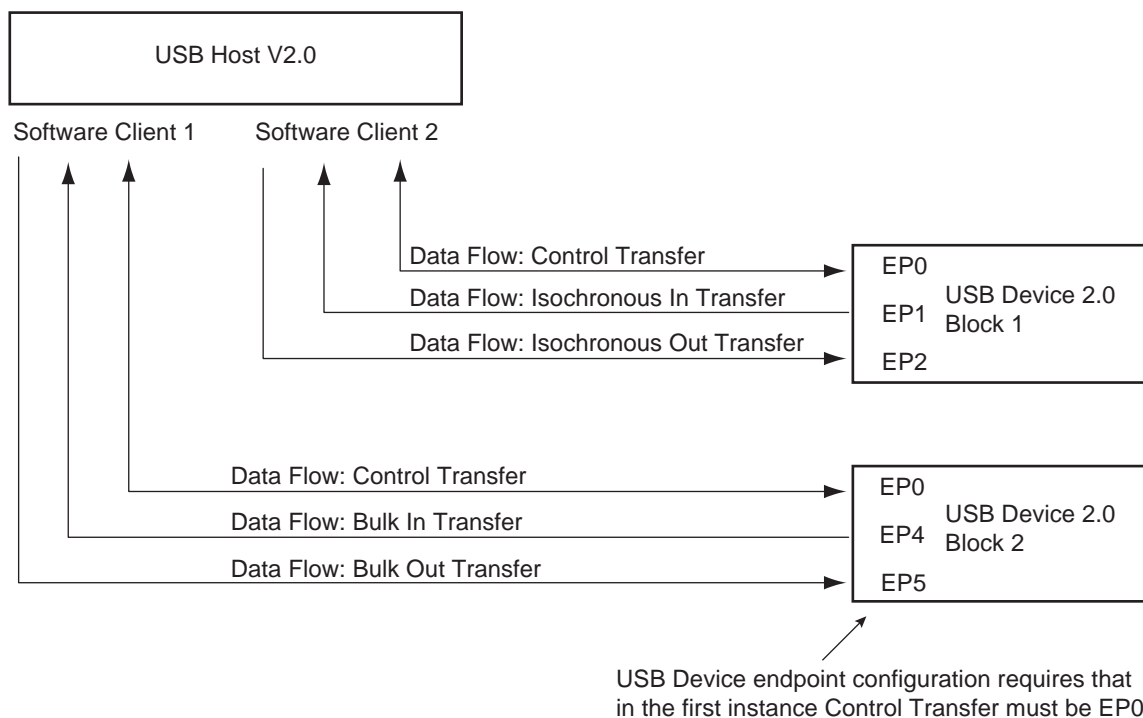 USB Host V2.0
Software Client 1
Software Client 2
Data Flow: Control Transfer
Data Flow: Isochronous In Transfer
Data Flow: Isochronous Out Transfer
EP0
EP1
EP2
USB Device 2.0
Block 1
Data Flow: Control Transfer
Data Flow: Bulk In Transfer
Data Flow: Bulk Out Transfer
EP0
EP4
EP5
USB Device 2.0
Block 2
USB Device endpoint configuration requires that
in the first instance Control Transfer must be EP0